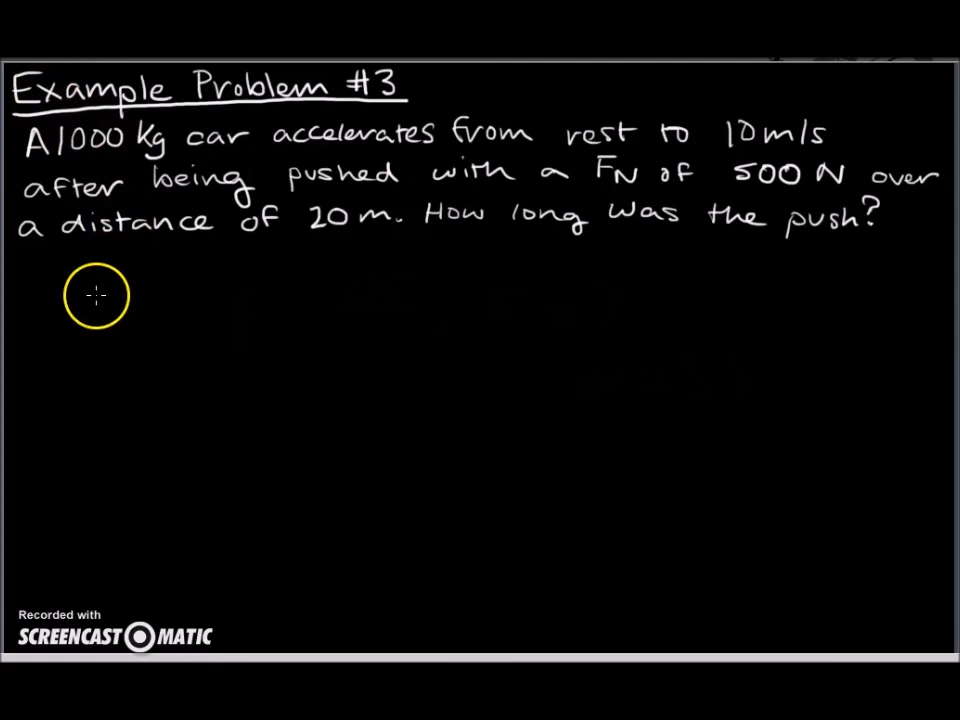 Example Problem #3
A 1000 kg car accelerates from rest to 10 m/s
after being pushed with a FN of 500 N over
a distance of 20 m. How long was the push?
Recorded with
SCREENCAST-O-MATIC